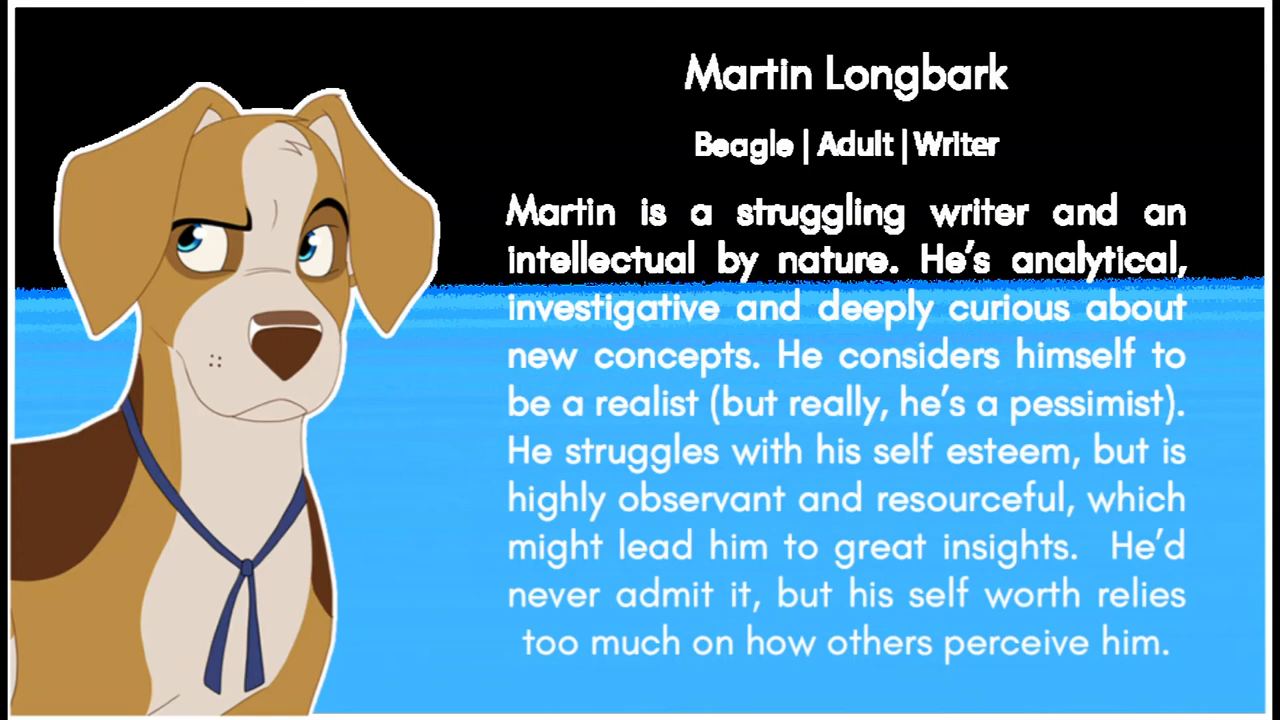 Martin Longbark
Beagle | Adult | Writer
Martin is a struggling writer and an
intellectual by nature. He's analytical,
investigative and deeply curious about
new concepts. He considers himself to
be a realist (but really, he's a pessimist).
He struggles with his self esteem, but is
highly observant and resourceful, which
might lead him to great insights. He'd
never admit it, but his self worth relies
too much on how others perceive him.